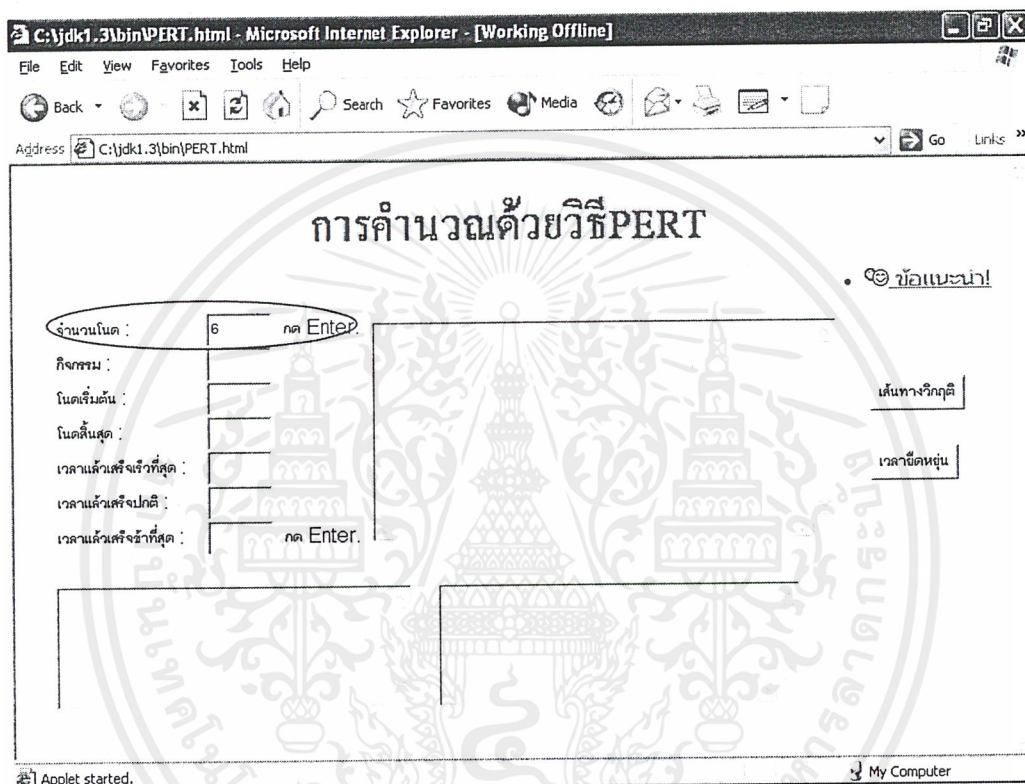 C:\jdk1.3\bin\PERT.html - Microsoft Internet Explorer - [Working Offline]
File Edit View Favorites Tools Help
Back Search Favorites Media
Address C:\jdk1.3\bin\PERT.html Go Links »
การคำนวณด้วยวิธีPERT
• ข้อแนะนำ!
จำนวนโนด : 6 กด Enter.
กิจกรรม :
โนดเริ่มต้น :
โนดสิ้นสุด :
เวลาแล้วเสร็จเร็วที่สุด :
เวลาแล้วเสร็จปกติ :
เวลาแล้วเสร็จช้าที่สุด : กด Enter.
เส้นทางวิกฤติ
เวลายืดหยุ่น
Applet started. My Computer